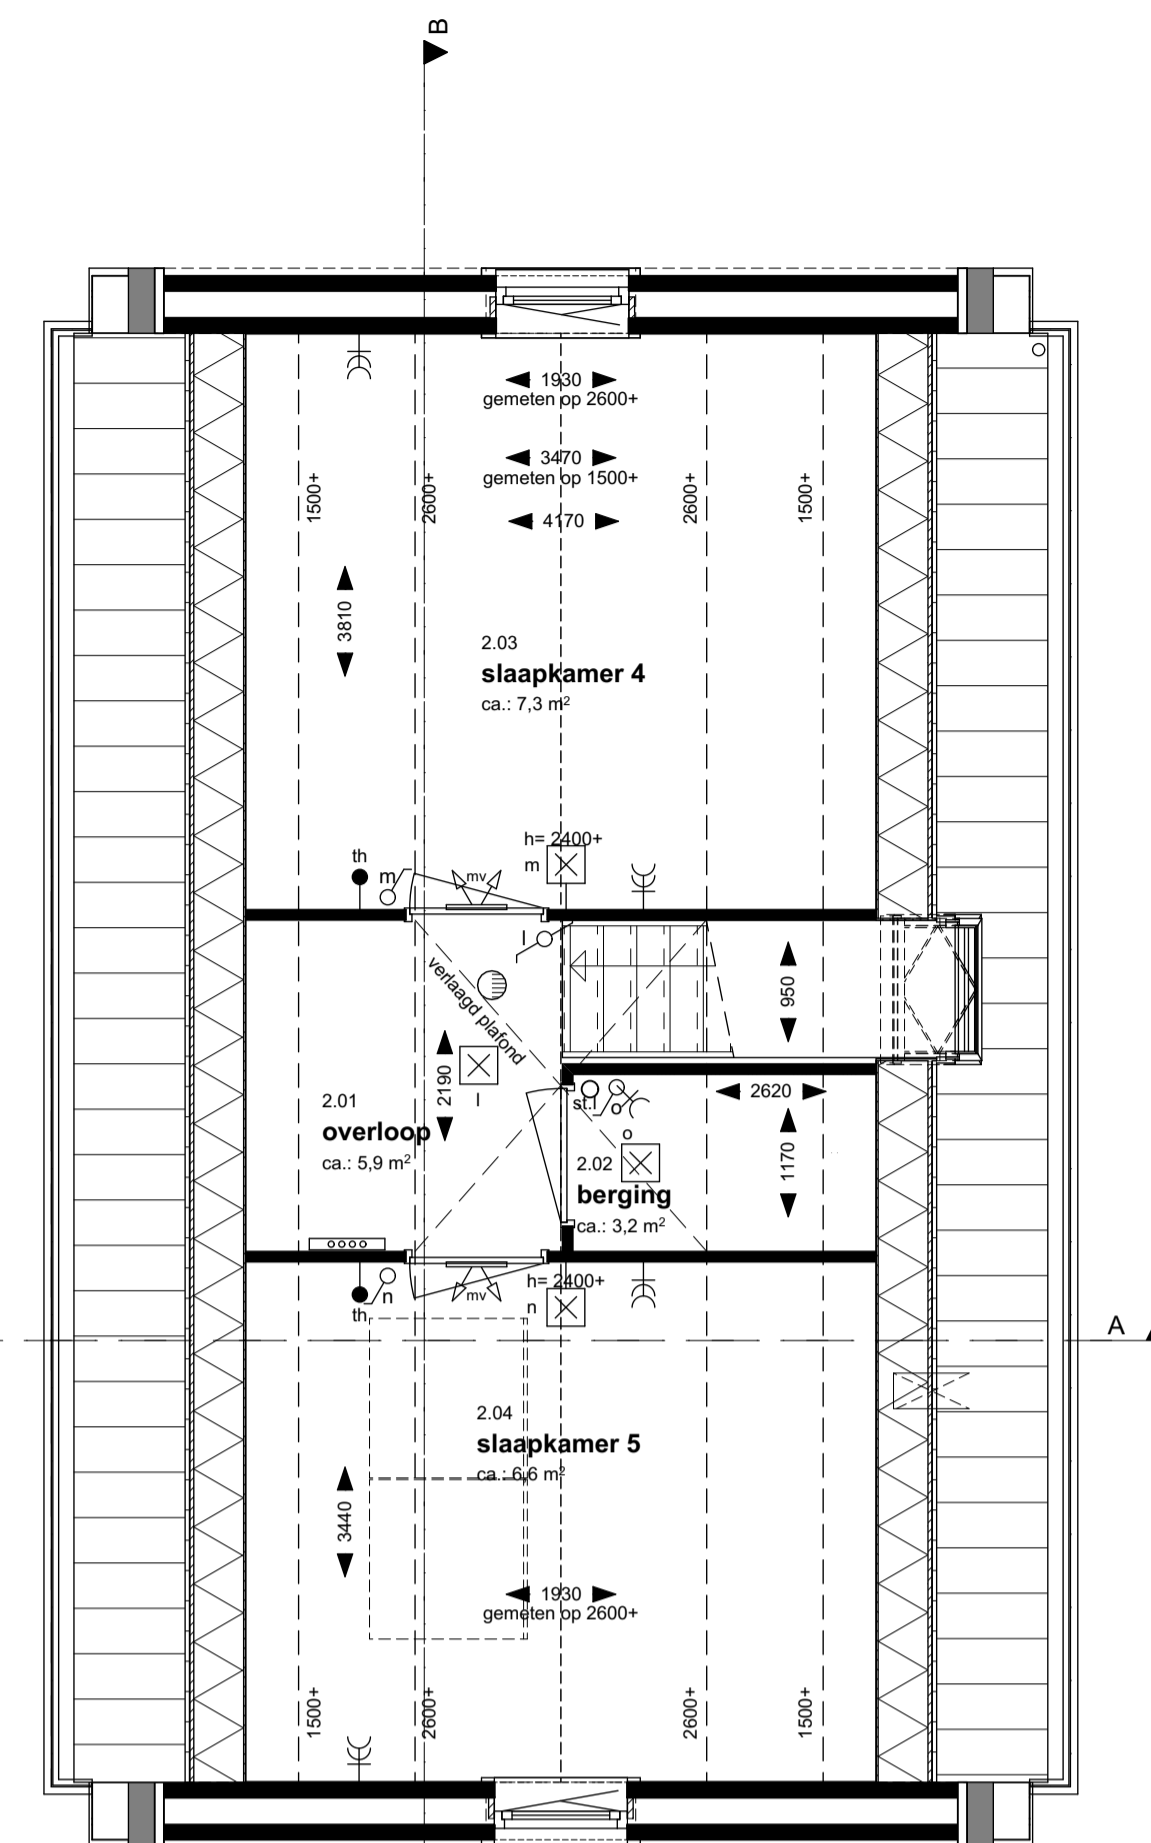 B
1930
gemeten op 2600+
3470
gemeten op 1500+
4170
1500+
2600+
2600+
1500+
3810
2.03
slaapkamer 4
ca.: 7,3 m²
h= 2400+
m
th
m
mv
l
verlaagd plafond
950
2190
l
2.01
overloop
ca.: 5,9 m²
st.l
o
o
2620
1170
2.02
berging
ca.: 3,2 m²
th
n
mv
h= 2400+
n
A
2.04
slaapkamer 5
ca.: 6,6 m²
3440
1930
gemeten op 2600+
1500+
2600+
2600+
1500+